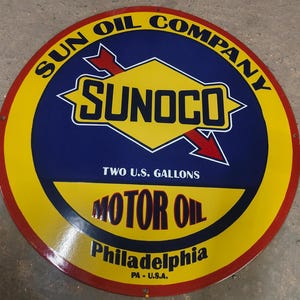 SUN OIL COMPANY
SUNOCO
TWO U.S. GALLONS
MOTOR OIL
Philadelphia
PA - U.S.A.